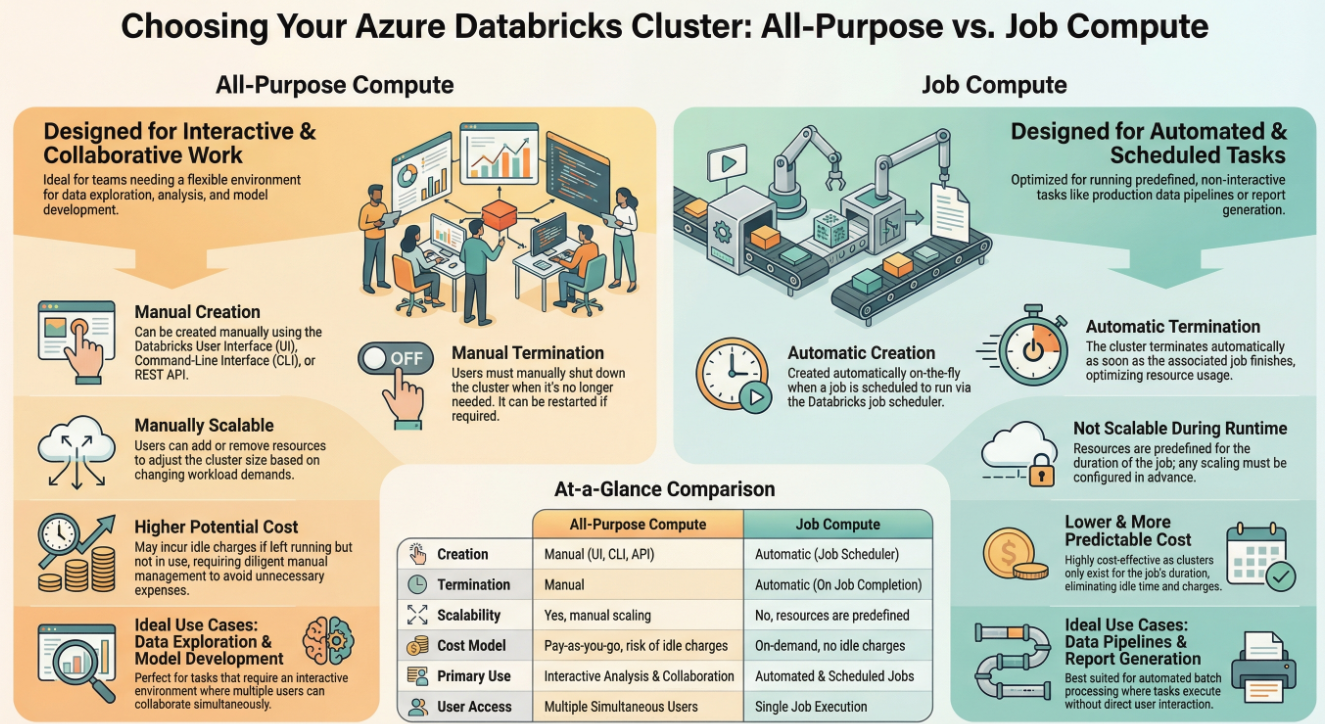 Choosing Your Azure Databricks Cluster: All-Purpose vs. Job Compute
All-Purpose Compute
Designed for Interactive &
Collaborative Work
Ideal for teams needing a flexible environment
for data exploration, analysis, and model
development.
Manual Creation
Can be created manually using the
Databricks User Interface (UI),
Command-Line Interface (CLI), or
REST API.
OFF
Manual Termination
Users must manually shut down
the cluster when it's no longer
needed. It can be restarted if
required.
Manually Scalable
Users can add or remove resources
to adjust the cluster size based on
changing workload demands.
Higher Potential Cost
May incur idle charges if left running but
not in use, requiring diligent manual
management to avoid unnecessary
expenses.
Ideal Use Cases:
Data Exploration &
Model Development
Perfect for tasks that require an interactive
environment where multiple users can
collaborate simultaneously.
Job Compute
Designed for Automated &
Scheduled Tasks
Optimized for running predefined, non-interactive
tasks like production data pipelines or report
generation.
Automatic Creation
Created automatically on-the-fly
when a job is scheduled to run via
the Databricks job scheduler.
Automatic Termination
The cluster terminates automatically
as soon as the associated job finishes,
optimizing resource usage.
Not Scalable During Runtime
Resources are predefined for the
duration of the job; any scaling must be
configured in advance.
$
Lower & More
Predictable Cost
Highly cost-effective as clusters
only exist for the job's duration,
eliminating idle time and charges.
Ideal Use Cases:
Data Pipelines &
Report Generation
Best suited for automated batch
processing where tasks execute
without direct user interaction.
At-a-Glance Comparison
All-Purpose Compute Job Compute
Creation Manual (UI, CLI, API) Automatic (Job Scheduler)
Termination Manual Automatic (On Job Completion)
Scalability Yes, manual scaling No, resources are predefined
Cost Model Pay-as-you-go, risk of idle charges On-demand, no idle charges
Primary Use Interactive Analysis & Collaboration Automated & Scheduled Jobs
User Access Multiple Simultaneous Users Single Job Execution